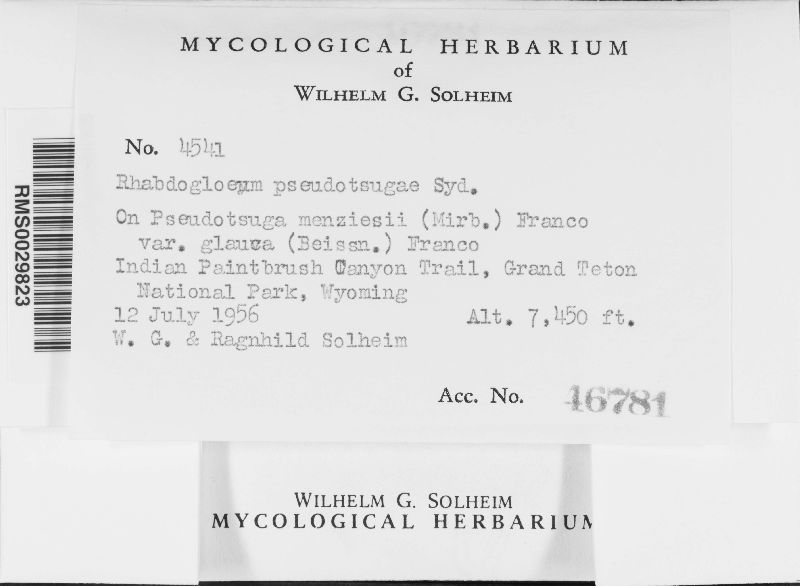 MYCOLOGICAL HERBARIUM
of
WILHELM G. SOLHEIM
No. 4541
Rhabdogloeum pseudotsugae Syd.
On Pseudotsuga menziesii (Mirb.) Franco
var. glauca (Beissn.) Franco
Indian Paintbrush Canyon Trail, Grand Teton
National Park, Wyoming
12 July 1956 Alt. 7,450 ft.
W. G. & Ragnhild Solheim
Acc. No. 46781
RMS0029823
WILHELM G. SOLHEIM
MYCOLOGICAL HERBARIUM